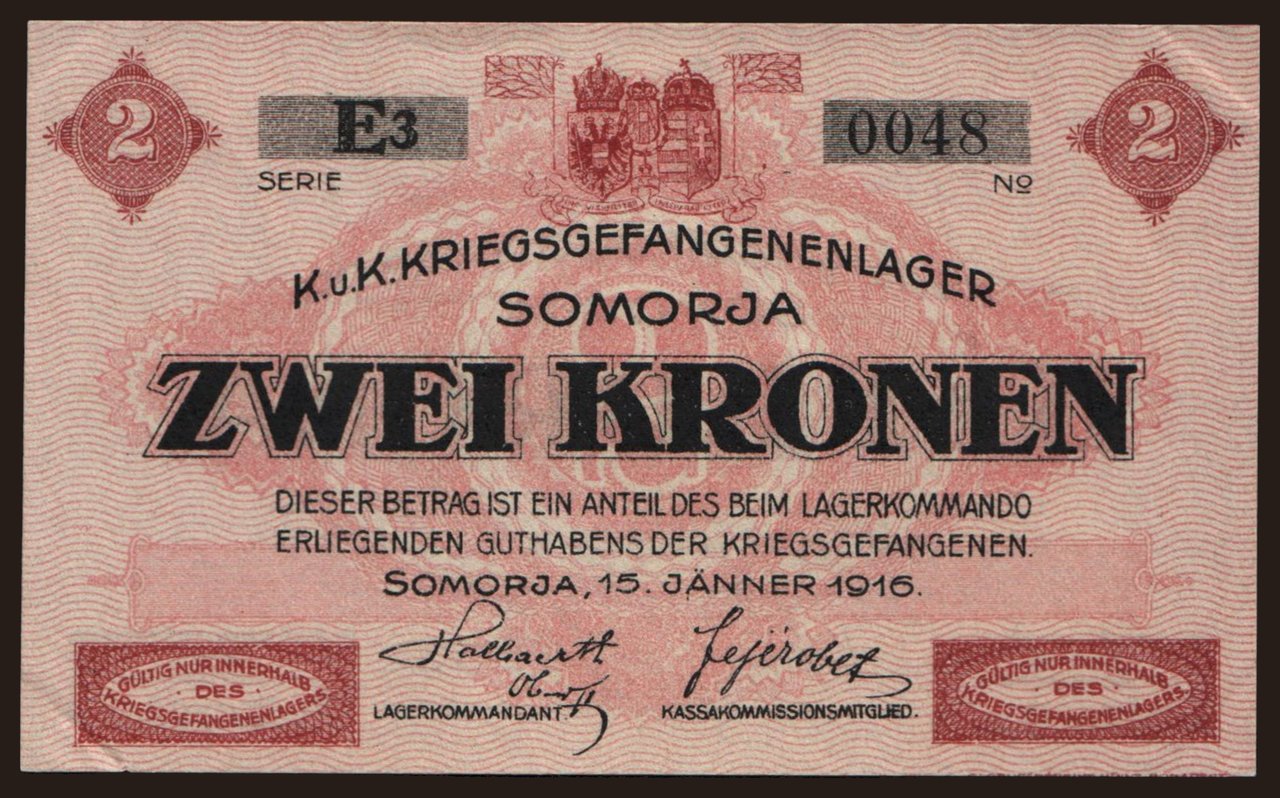 2
E3
0048
2
SERIE
No
K.u.K. KRIEGSGEFANGENENLAGER
SOMORJA
ZWEI KRONEN
DIESER BETRAG IST EIN ANTEIL DES BEIM LAGERKOMMANDO
ERLIEGENDEN GUTHABENS DER KRIEGSGEFANGENEN.
SOMORJA, 15. JÄNNER 1916.
GÜLTIG NUR INNERHALB
· DES ·
KRIEGSGEFANGENENLAGERS
LAGERKOMMANDANT.
KASSAKOMMISSIONSMITGLIED.
GÜLTIG NUR INNERHALB
· DES ·
KRIEGSGEFANGENENLAGERS